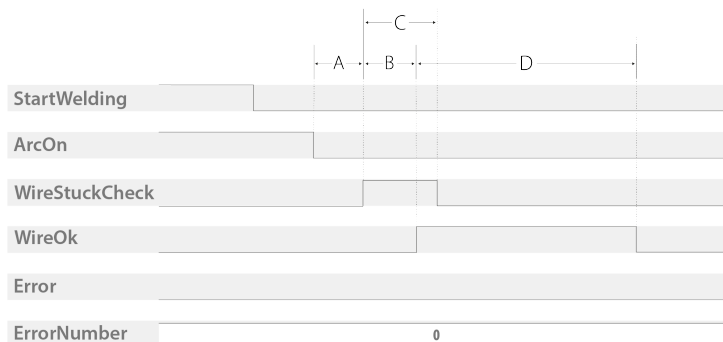 C
A B D
StartWelding
ArcOn
WireStuckCheck
WireOk
Error
ErrorNumber 0